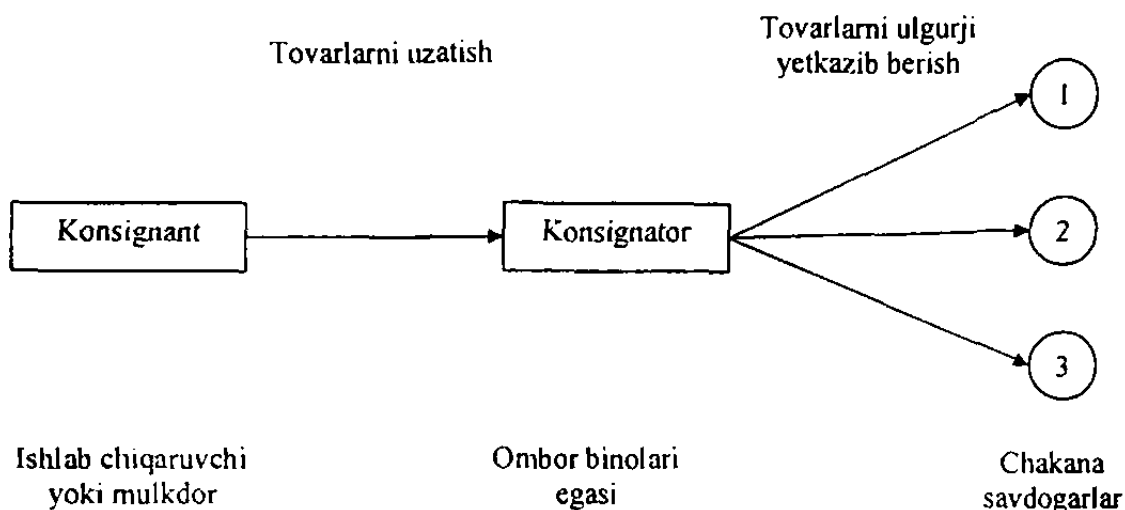 Tovarlarni uzatish
Tovarlarni ulgurji
yetkazib berish
1
Konsignant
Konsignator
2
3
Ishlab chiqaruvchi
yoki mulkdor
Ombor binolari
egasi
Chakana
savdogarlar